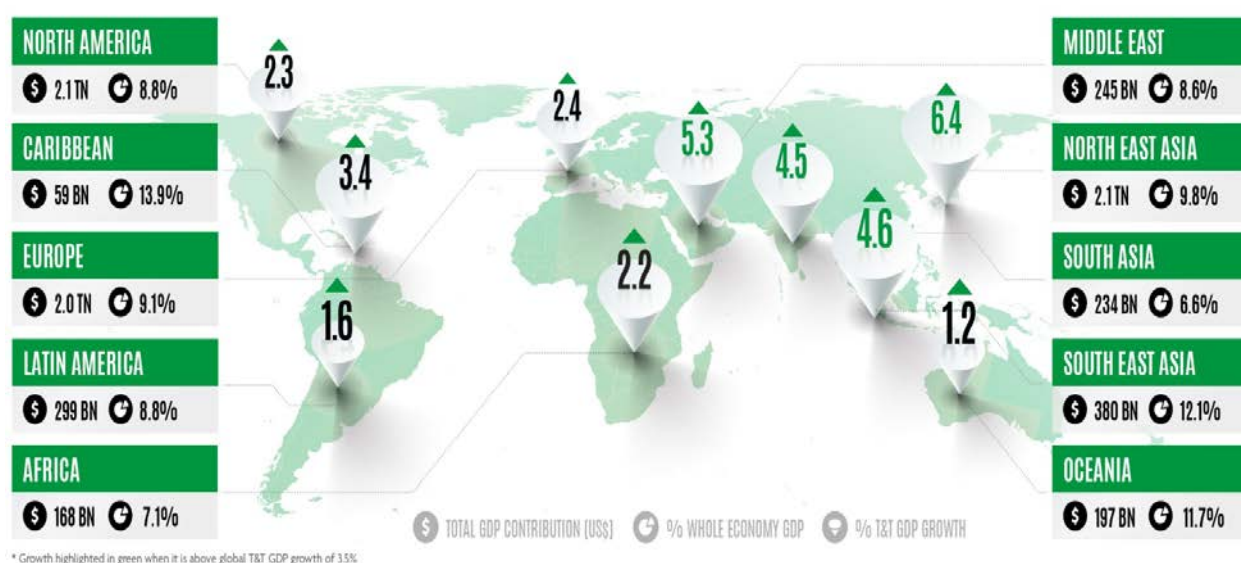 NORTH AMERICA
$ 2.1 TN 8.8%
CARIBBEAN
$ 59 BN 13.9%
EUROPE
$ 2.0 TN 9.1%
LATIN AMERICA
$ 299 BN 8.8%
AFRICA
$ 168 BN 7.1%
2.3
3.4
1.6
2.4
2.2
5.3
4.5
4.6
6.4
1.2
MIDDLE EAST
$ 245 BN 8.6%
NORTH EAST ASIA
$ 2.1 TN 9.8%
SOUTH ASIA
$ 234 BN 6.6%
SOUTH EAST ASIA
$ 380 BN 12.1%
OCEANIA
$ 197 BN 11.7%
$ TOTAL GDP CONTRIBUTION (US$) % WHOLE ECONOMY GDP % T&T GDP GROWTH
* Growth highlighted in green when it is above global T&T GDP growth of 3.5%